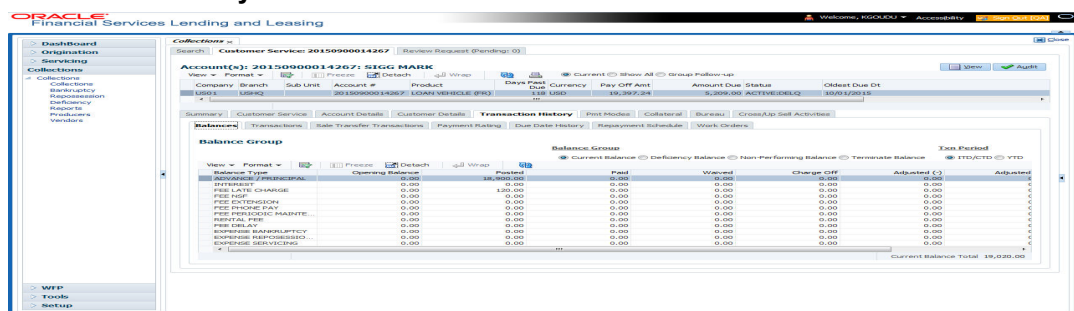 ORACLE
Financial Services Lending and Leasing
Welcome, KGOUDU Accessibility Sign Out [QA]
DashBoard
Origination
Servicing
Collections
Collections
Collections
Bankruptcy
Repossession
Deficiency
Reports
Producers
Vendors
WFP
Tools
Setup
Collections x
Close
Search Customer Service: 20150900014267 Review Request (Pending: 0)
Account(s): 20150900014267: SIGG MARK
View Audit
View Format Freeze Detach Wrap Current Show All Group Follow-up
Company Branch Sub Unit Account # Product Days Past Due Currency Pay Off Amt Amount Due Status Oldest Due Dt
US01 USHQ 20150900014267 LOAN VEHICLE (FR) 118 USD 19,397.24 5,209.00 ACTIVE:DELQ 10/01/2015
Summary Customer Service Account Details Customer Details Transaction History Pmt Modes Collateral Bureau Cross/Up Sell Activities
Balances Transactions Sale Transfer Transactions Payment Rating Due Date History Repayment Schedule Work Orders
Balance Group
Balance Group Txn Period
Current Balance Deficiency Balance Non-Performing Balance Terminate Balance ITD/CTD YTD
View Format Freeze Detach Wrap
Balance Type Opening Balance Posted Paid Waived Charge Off Adjusted (-) Adjusted
ADVANCE / PRINCIPAL 0.00 18,900.00 0.00 0.00 0.00 0.00
INTEREST 0.00 0.00 0.00 0.00 0.00 0.00
FEE LATE CHARGE 0.00 120.00 0.00 0.00 0.00 0.00
FEE NSF 0.00 0.00 0.00 0.00 0.00 0.00
FEE EXTENSION 0.00 0.00 0.00 0.00 0.00 0.00
FEE PHONE PAY 0.00 0.00 0.00 0.00 0.00 0.00
FEE PERIODIC MAINTE... 0.00 0.00 0.00 0.00 0.00 0.00
RENTAL FEE 0.00 0.00 0.00 0.00 0.00 0.00
FEE DELAY 0.00 0.00 0.00 0.00 0.00 0.00
EXPENSE BANKRUPTCY 0.00 0.00 0.00 0.00 0.00 0.00
EXPENSE REPOSESSIO... 0.00 0.00 0.00 0.00 0.00 0.00
EXPENSE SERVICING 0.00 0.00 0.00 0.00 0.00 0.00
Current Balance Total 19,020.00